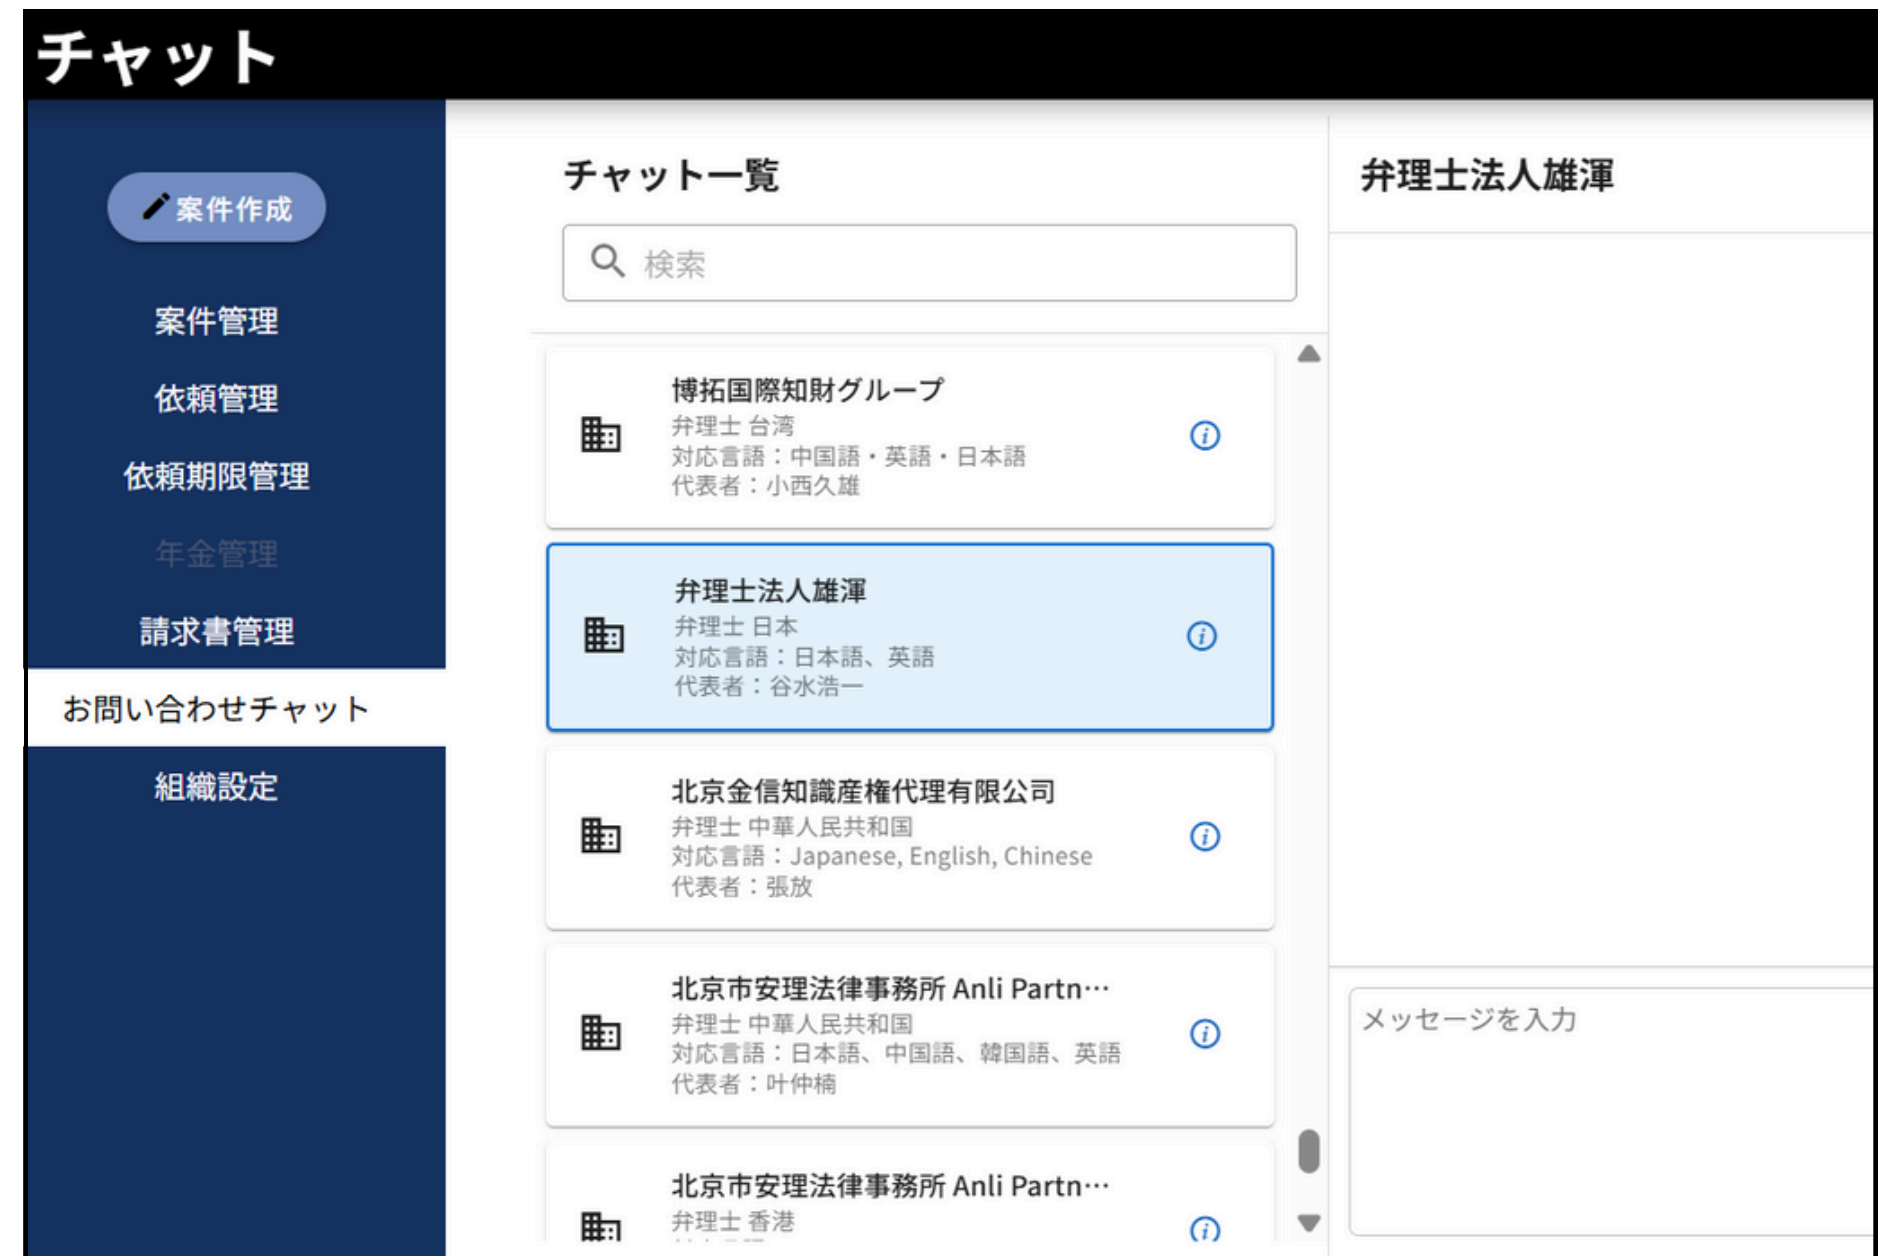 チャット
案件作成
案件管理
依頼管理
依頼期限管理
年金管理
請求書管理
お問い合わせチャット
組織設定
チャット一覧
検索
博拓国際知財グループ
弁理士 台湾
対応言語：中国語・英語・日本語
代表者：小西久雄
弁理士法人雄渾
弁理士 日本
対応言語：日本語、英語
代表者：谷水浩一
北京金信知識産権代理有限公司
弁理士 中華人民共和国
対応言語：Japanese, English, Chinese
代表者：張放
北京市安理法律事務所 Anli Partn…
弁理士 中華人民共和国
対応言語：日本語、中国語、韓国語、英語
代表者：叶仲楠
北京市安理法律事務所 Anli Partn…
弁理士 香港
弁理士法人雄渾
メッセージを入力